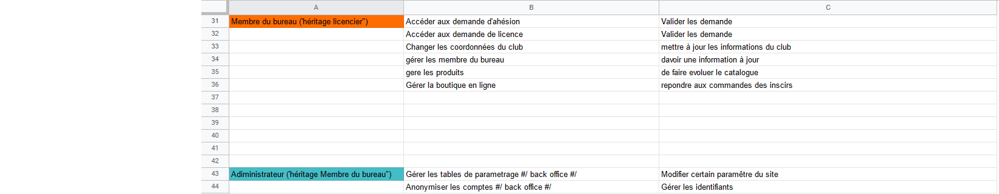 A B C
31 Membre du bureau ('héritage licencier") Accéder aux demande d'ahésion Valider les demande
32 Accéder aux demande de licence Valider les demande
33 Changer les coordonnées du club mettre à jour les informations du club
34 gérer les membre du bureau davoir une information à jour
35 gere les produits de faire evoluer le catalogue
36 Gérer la boutique en ligne repondre aux commandes des inscirs
37
38
39
40
41
42
43 Adiministrateur ('héritage Membre du bureau") Gérer les tables de parametrage #/ back office #/ Modifier certain paramêtre du site
44 Anonymiser les comptes #/ back office #/ Gérer les identifiants